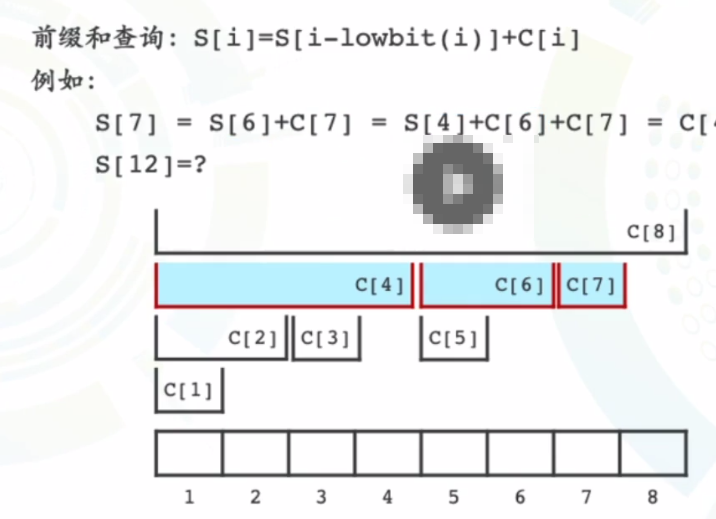 前缀和查询: S[i]=S[i-lowbit(i)]+C[i]
例如:
S[7] = S[6]+C[7] = S[4]+C[6]+C[7] = C[
S[12]=?
C[8]
C[4] C[6] C[7]
C[2] C[3] C[5]
C[1]
1 2 3 4 5 6 7 8